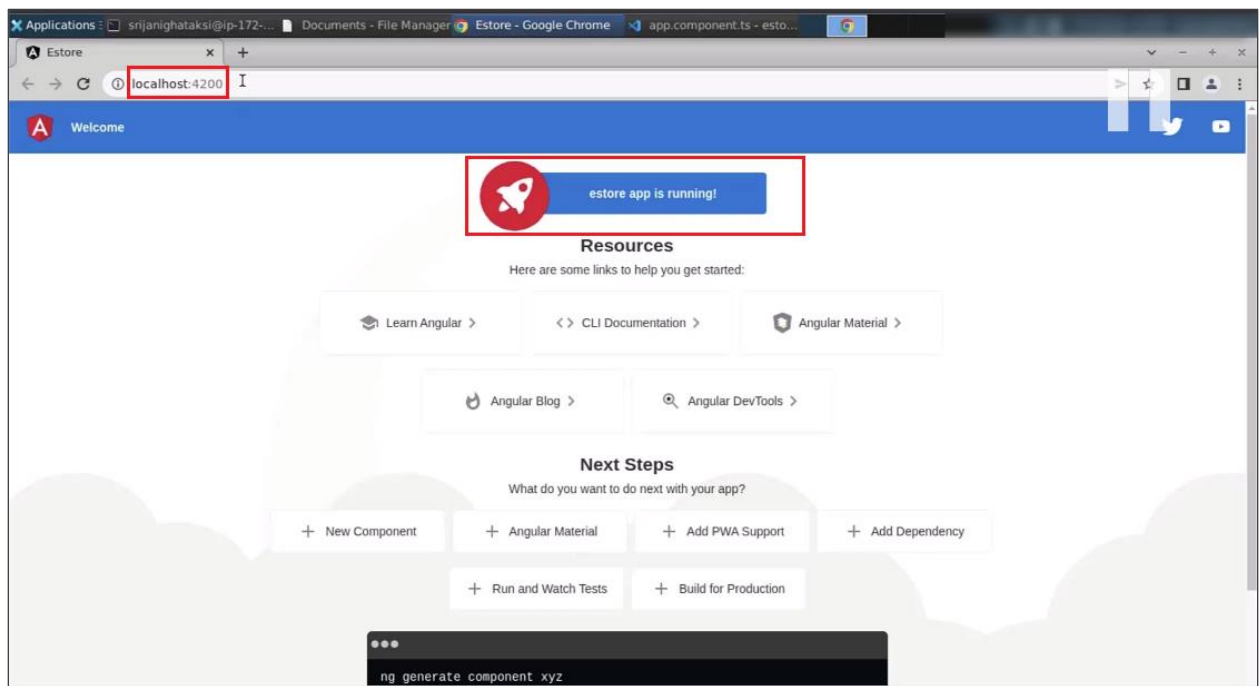 Applications srijanighataksi@ip-172-... Documents - File Manager Estore - Google Chrome app.component.ts - esto...
Estore
localhost:4200
Welcome
estore app is running!
Resources
Here are some links to help you get started:
Learn Angular CLI Documentation Angular Material
Angular Blog Angular DevTools
Next Steps
What do you want to do next with your app?
New Component Angular Material Add PWA Support Add Dependency
Run and Watch Tests Build for Production
ng generate component xyz